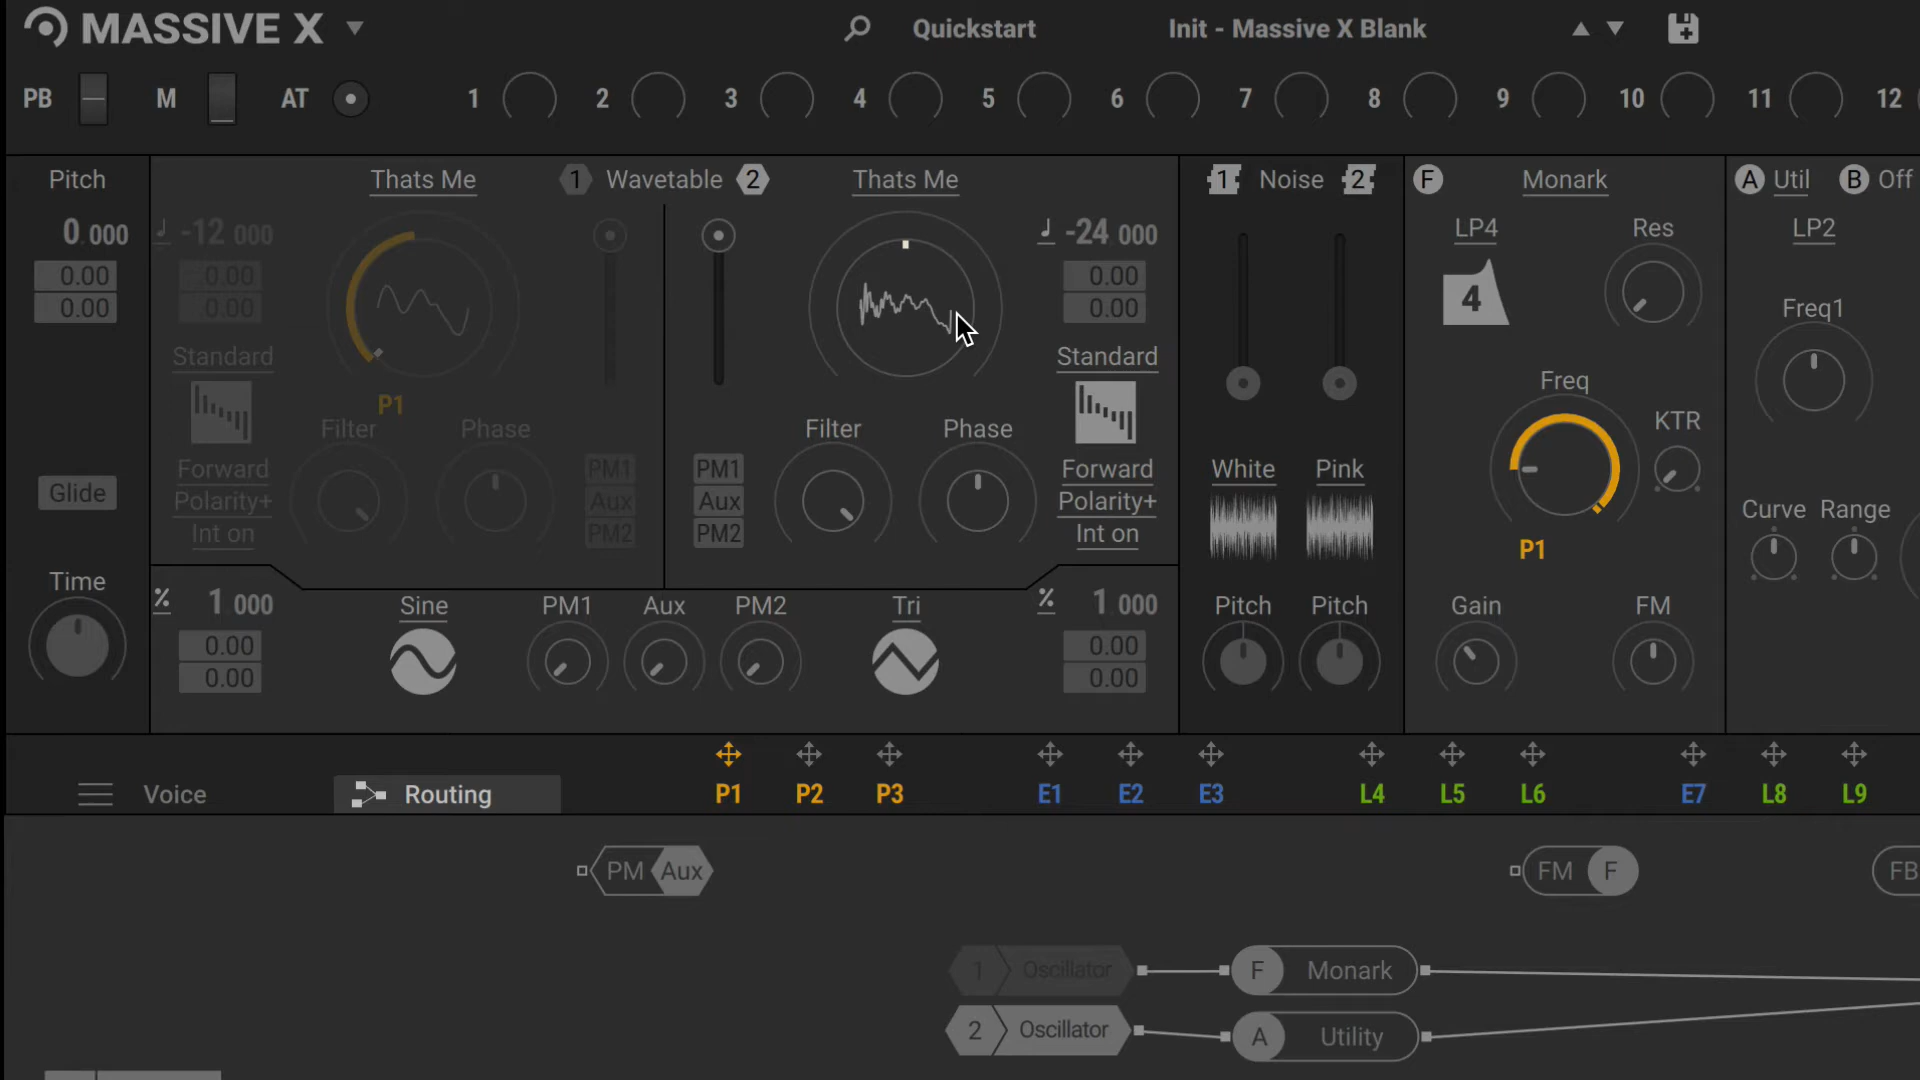 MASSIVE X
Quickstart
Init - Massive X Blank
PB M AT 1 2 3 4 5 6 7 8 9 10 11 12
Pitch
0.000
0.00
0.00
Glide
Time
Thats Me
1 Wavetable 2
Thats Me
-12.000
0.00
0.00
Standard
P1
Filter Phase
Forward
Polarity+
Int on
PM1
Aux
PM2
-24.000
0.00
0.00
Standard
Filter Phase
PM1
Aux
PM2
Forward
Polarity+
Int on
% 1.000
0.00
0.00
Sine PM1 Aux PM2 Tri
% 1.000
0.00
0.00
1 Noise 2
White Pink
Pitch Pitch
F Monark
LP4 Res
4
Freq
KTR
P1
Gain FM
A Util B Off
LP2
Freq1
Curve Range
Voice Routing P1 P2 P3 E1 E2 E3 L4 L5 L6 E7 L8 L9
PM Aux FM F FB
1 Oscillator F Monark
2 Oscillator A Utility